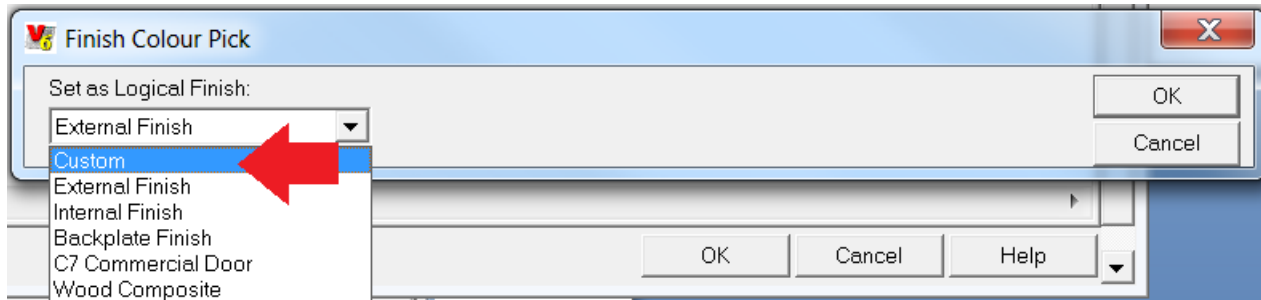 Finish Colour Pick
X
Set as Logical Finish:
OK
External Finish
Cancel
Custom
External Finish
Internal Finish
Backplate Finish
OK Cancel Help
C7 Commercial Door
Wood Composite